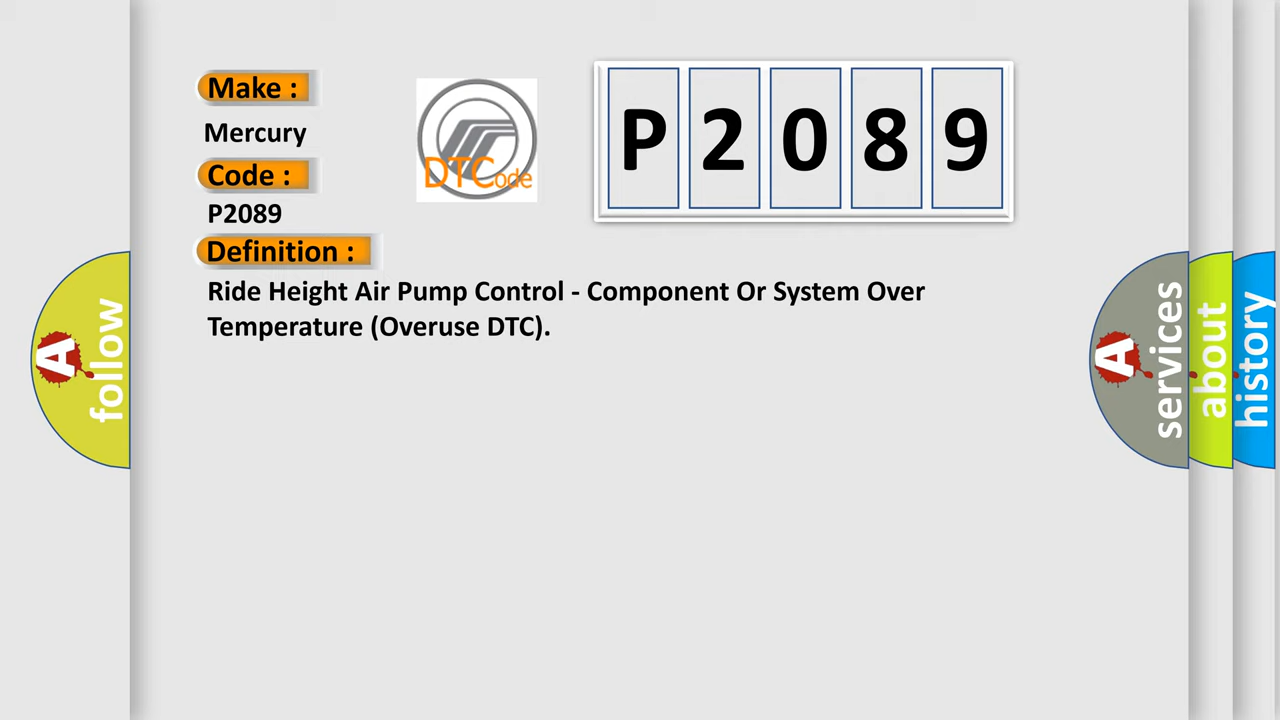 Make :
Mercury
Code :
P2089
Definition :
Ride Height Air Pump Control - Component Or System Over
Temperature (Overuse DTC).
DTCode
P 2 0 8 9
A follow
A services
about
history